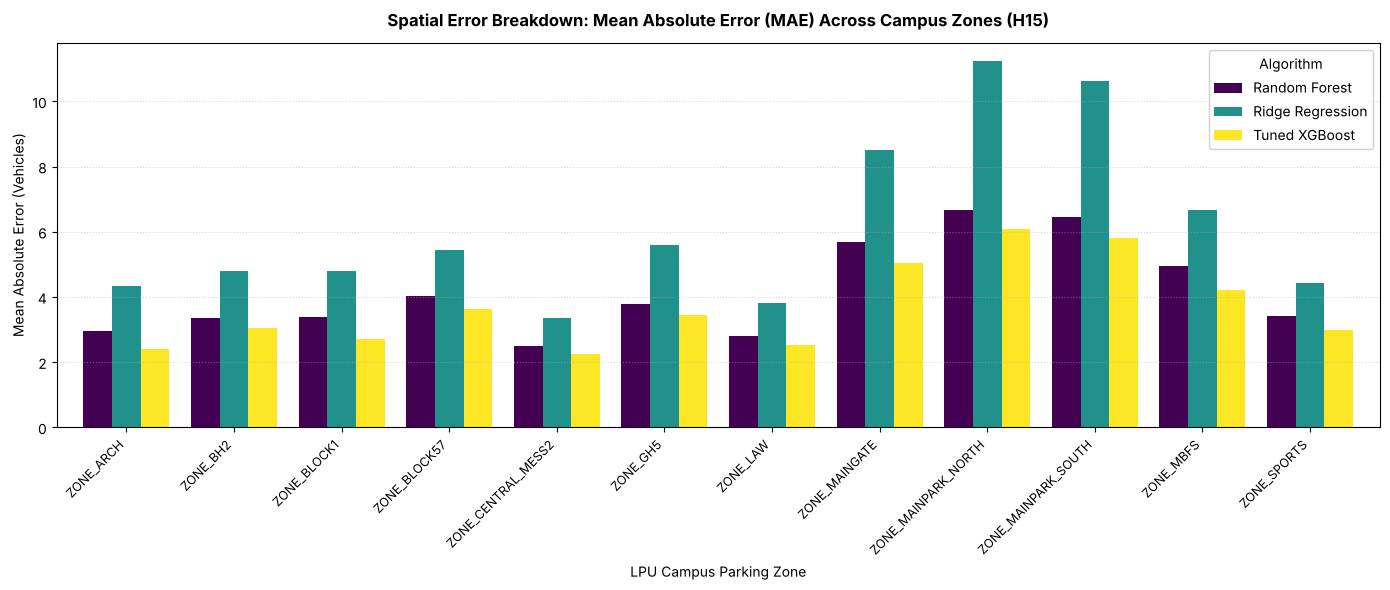 Spatial Error Breakdown: Mean Absolute Error (MAE) Across Campus Zones (H15)
Mean Absolute Error (Vehicles)
10
8
6
4
2
0
Algorithm
Random Forest
Ridge Regression
Tuned XGBoost
ZONE_ARCH
ZONE_BH2
ZONE_BLOCK1
ZONE_BLOCK57
ZONE_CENTRAL_MESS2
ZONE_GH5
ZONE_LAW
ZONE_MAINGATE
ZONE_MAINPARK_NORTH
ZONE_MAINPARK_SOUTH
ZONE_MBFS
ZONE_SPORTS
LPU Campus Parking Zone